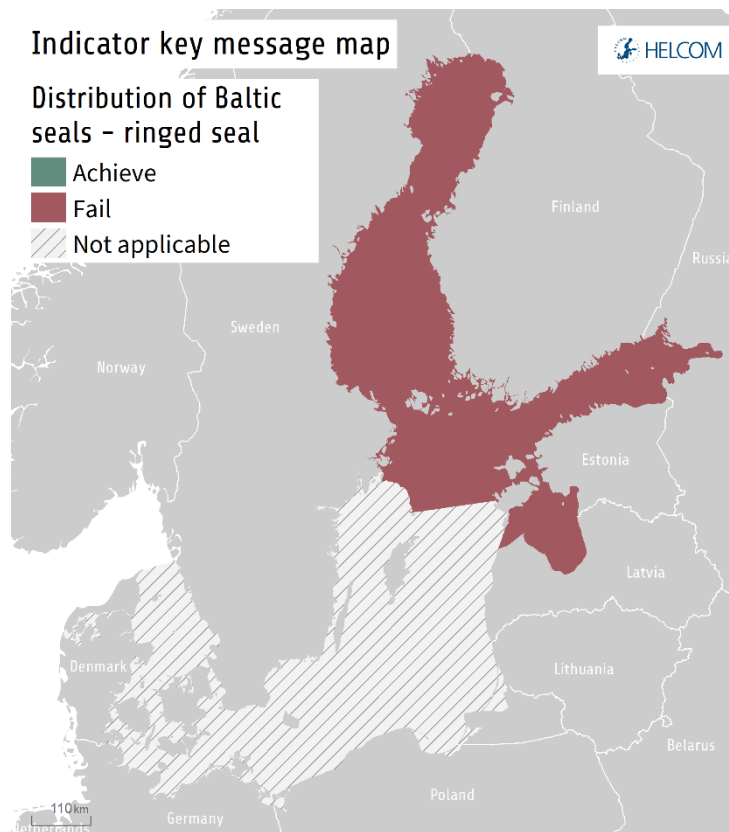 Indicator key message map
HELCOM
Distribution of Baltic
seals - ringed seal
Achieve
Fail
Not applicable
Finland
Russia
Sweden
Norway
Estonia
Latvia
Denmark
Lithuania
Belarus
Poland
110 km
Germany
Netherlands